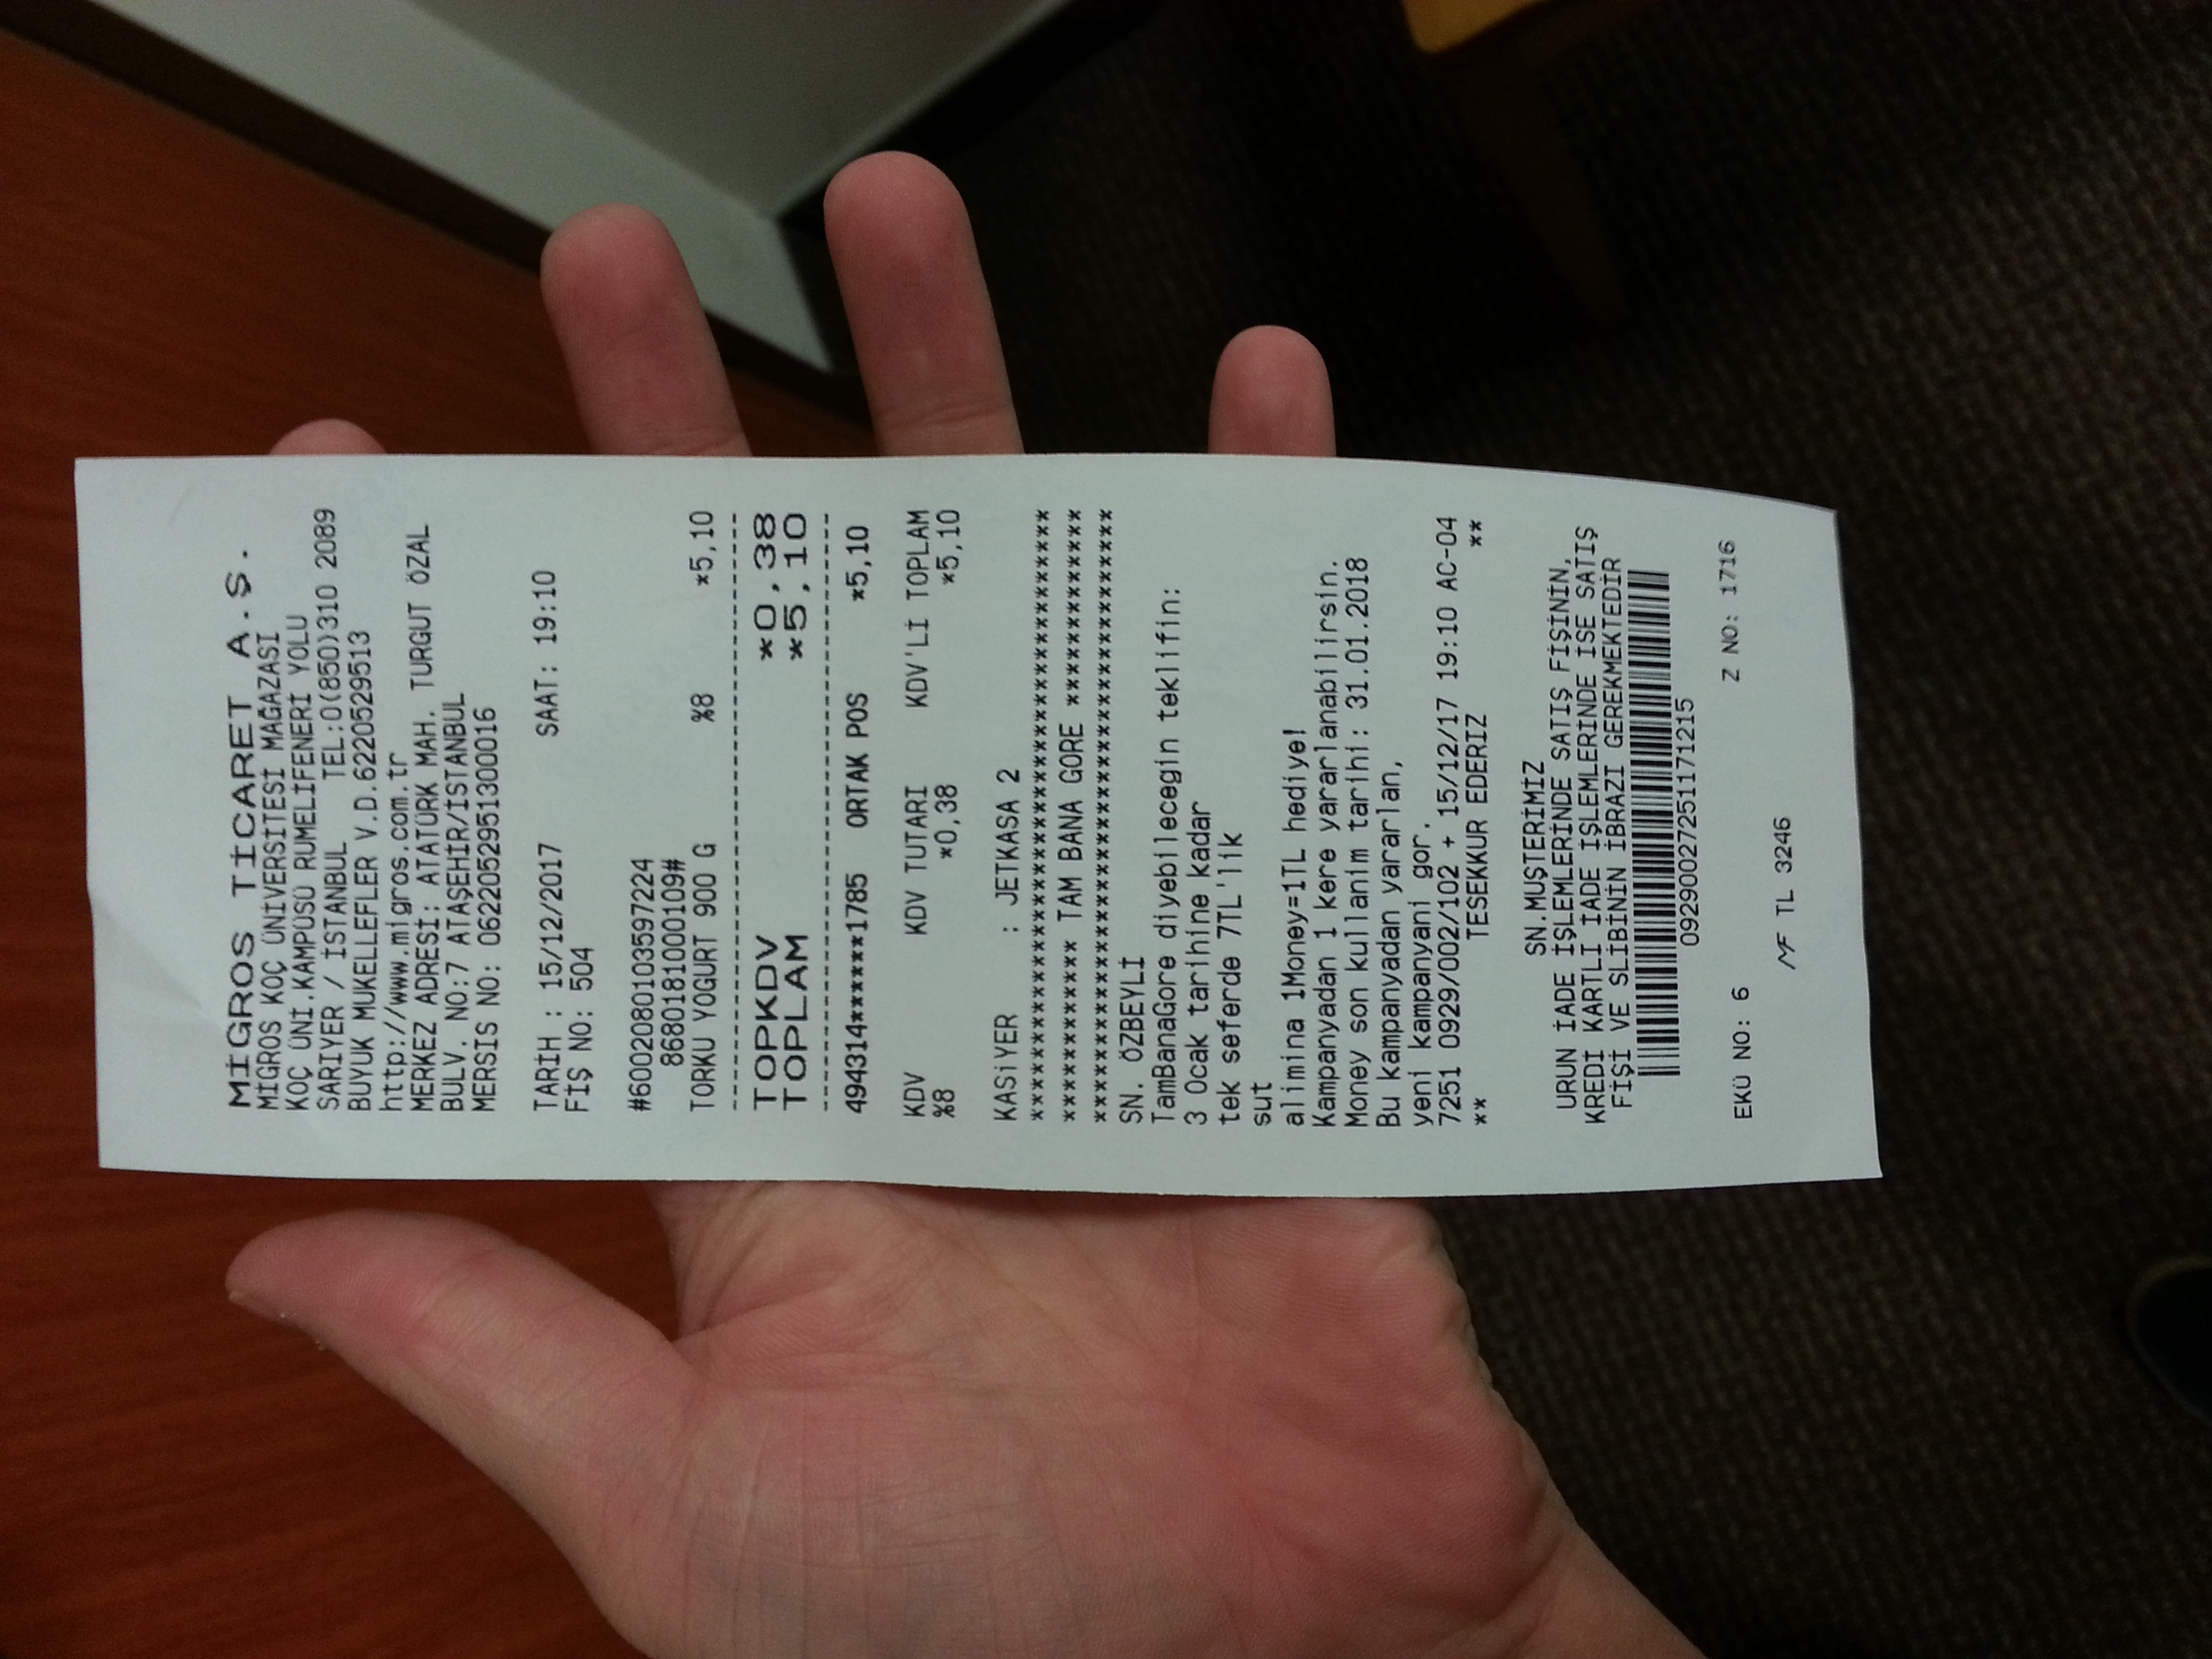 MİGROS TİCARET A.Ş.
MİGROS KOÇ ÜNİVERSİTESİ MAĞAZASI
KOÇ ÜNİ.KAMPÜSÜ RUMELİFENERİ YOLU
SARIYER / İSTANBUL TEL:0(850)310 2089
BUYUK MUKELLEFLER V.D.6220529513
http://www.migros.com.tr
MERKEZ ADRESİ: ATATÜRK MAH. TURGUT ÖZAL
BULV. NO:7 ATAŞEHİR/İSTANBUL
MERSIS NO: 0622052951300016
TARİH : 15/12/2017 SAAT: 19:10
FİŞ NO: 504
#6002080103597224
8680181000109#
TORKU YOGURT 900 G %8 *5,10
---------------------------------------
TOPKDV *0,38
TOPLAM *5,10
---------------------------------------
494314******1785 ORTAK POS *5,10
KDV KDV TUTARI KDV'Lİ TOPLAM
%8 *0,38 *5,10
KASiYER : JETKASA 2
****************************************
************ TAM BANA GORE *************
****************************************
SN. ÖZBEYLİ
TamBanaGore diyebilecegin teklifin:
3 Ocak tarihine kadar
tek seferde 7TL'lik
sut
alimina 1Money=1TL hediye!
Kampanyadan 1 kere yararlanabilirsin.
Money son kullanim tarihi: 31.01.2018
Bu kampanyadan yararlan,
yeni kampanyani gor.
7251 0929/002/102 + 15/12/17 19:10 AC-04
** TESEKKUR EDERIZ **
SN.MUŞTERİMİZ
URUN İADE İŞLEMLERİNDE SATIŞ FİŞİNİN,
KREDİ KARTLI İADE İŞLEMLERİNDE İSE SATIŞ
FİŞİ VE SLİBİNİN İBRAZI GEREKMEKTEDİR
09290027251171215
EKÜ NO: 6 Z NO: 1716
MF TL 3246